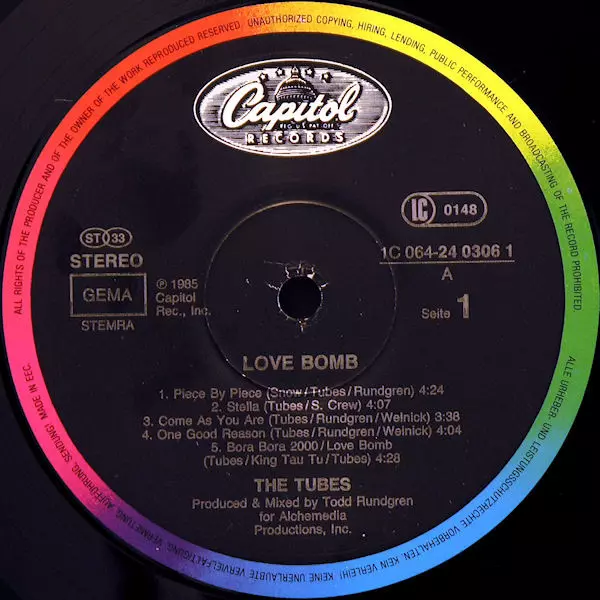 ALL RIGHTS OF THE PRODUCER AND OF THE OWNER OF THE WORK REPRODUCED RESERVED. UNAUTHORIZED COPYING, HIRING, LENDING, PUBLIC PERFORMANCE AND BROADCASTING OF THE RECORD PROHIBITED.
Capitol
REG. U.S. PAT. OFF.
RECORDS
LC 0148
ST 33
STEREO
1C 064-24 0306 1
A
GEMA
STEMRA
℗ 1985
Capitol
Rec., Inc.
Seite 1
LOVE BOMB
1. Piece By Piece (Snow/Tubes/Rundgren) 4:24
2. Stella (Tubes/S. Crew) 4:07
3. Come As You Are (Tubes/Rundgren/Welnick) 3:38
4. One Good Reason (Tubes/Rundgren/Welnick) 4:04
5. Bora Bora 2000/Love Bomb
(Tubes/King Tau Tu/Tubes) 4:28
THE TUBES
Produced & Mixed by Todd Rundgren
for Alchemedia
Productions, Inc.
ALLE URHEBER- UND LEISTUNGSSCHUTZRECHTE VORBEHALTEN. KEIN VERLEIH! KEINE UNERLAUBTE VERVIELFÄLTIGUNG, VERMIETUNG, AUFFÜHRUNG, SENDUNG! MADE IN EEC.